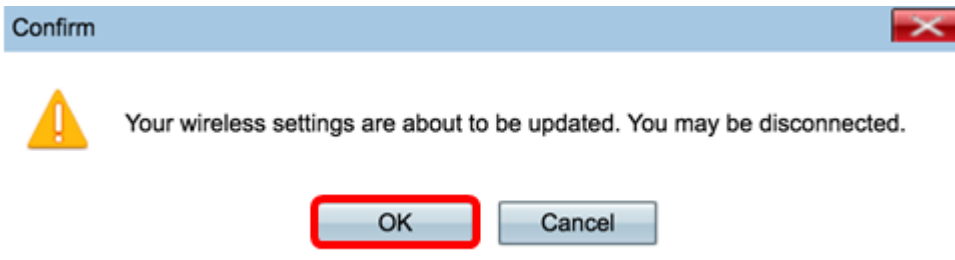 Confirm
Your wireless settings are about to be updated. You may be disconnected.
OK Cancel